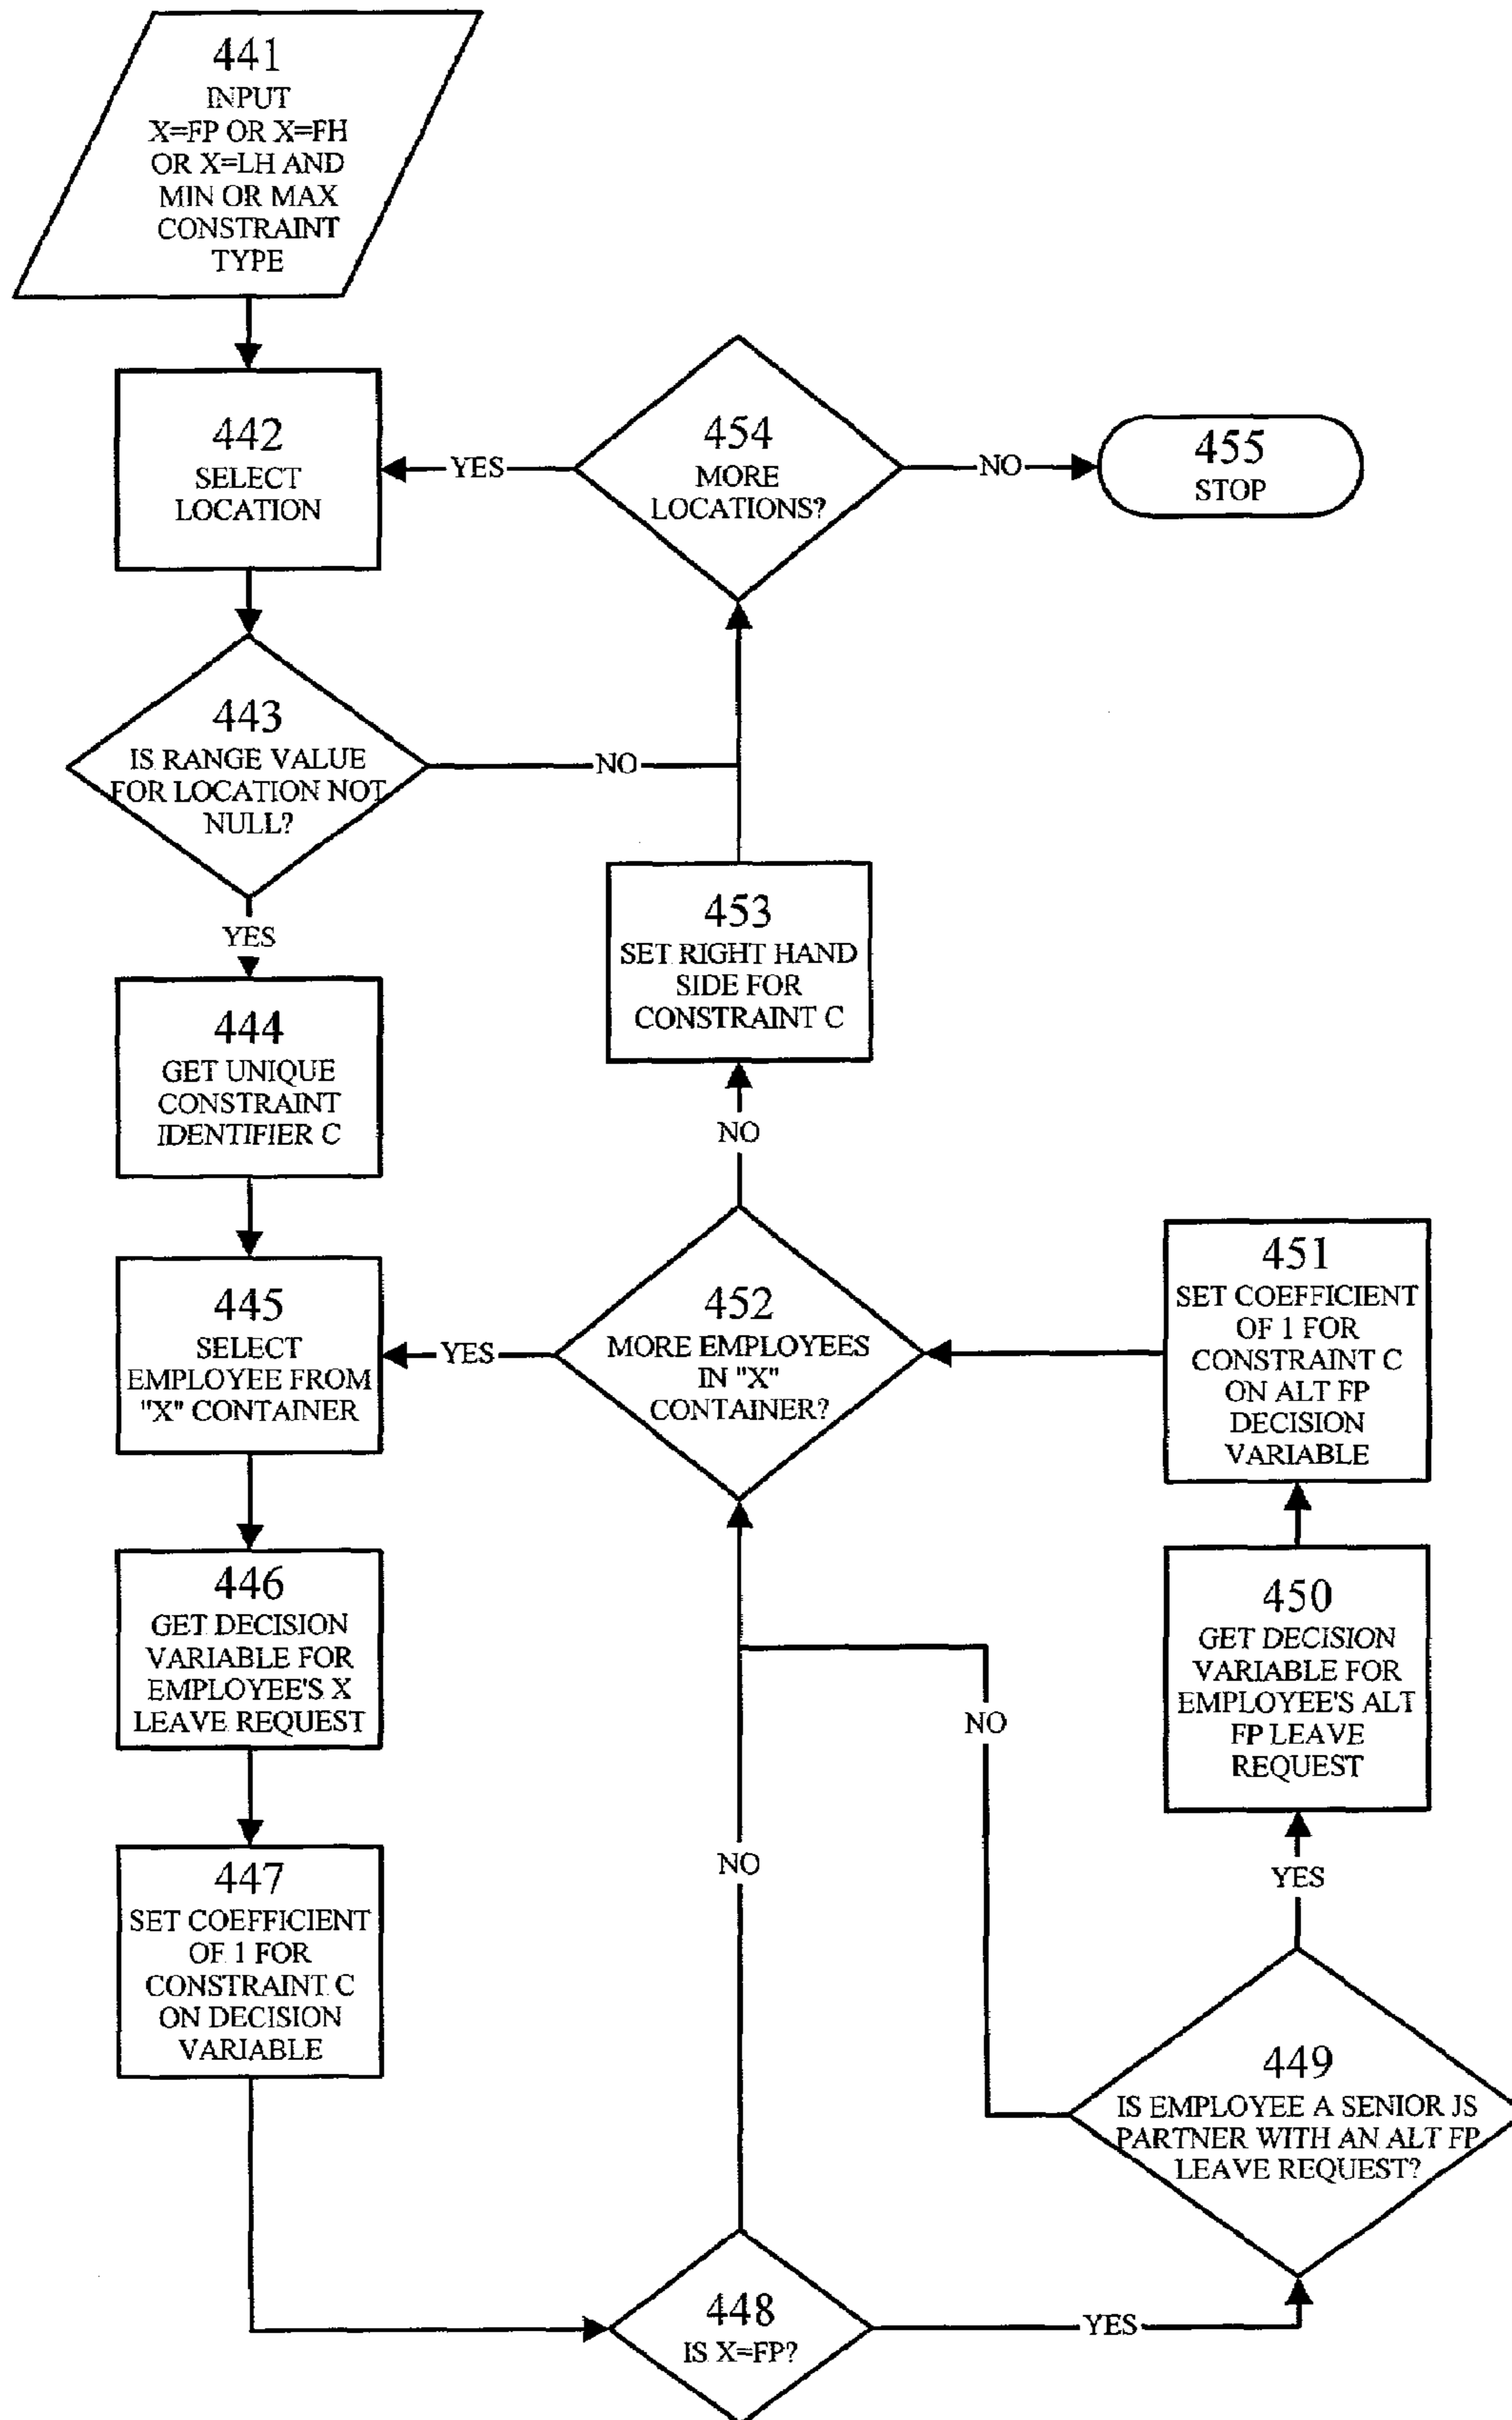 441
INPUT
X=FP OR X=FH
OR X=LH AND
MIN OR MAX
CONSTRAINT
TYPE
442
SELECT
LOCATION
YES
454
MORE
LOCATIONS?
NO
455
STOP
443
IS RANGE VALUE
FOR LOCATION NOT
NULL?
NO
YES
453
SET RIGHT HAND
SIDE FOR
CONSTRAINT C
444
GET UNIQUE
CONSTRAINT
IDENTIFIER C
NO
445
SELECT
EMPLOYEE FROM
"X" CONTAINER
YES
452
MORE EMPLOYEES
IN "X"
CONTAINER?
451
SET COEFFICIENT
OF 1 FOR
CONSTRAINT C
ON ALT FP
DECISION
VARIABLE
446
GET DECISION
VARIABLE FOR
EMPLOYEE'S X
LEAVE REQUEST
450
GET DECISION
VARIABLE FOR
EMPLOYEE'S ALT
FP LEAVE
REQUEST
NO
NO
YES
447
SET COEFFICIENT
OF 1 FOR
CONSTRAINT C
ON DECISION
VARIABLE
449
IS EMPLOYEE A SENIOR JS
PARTNER WITH AN ALT FP
LEAVE REQUEST?
448
IS X=FP?
YES